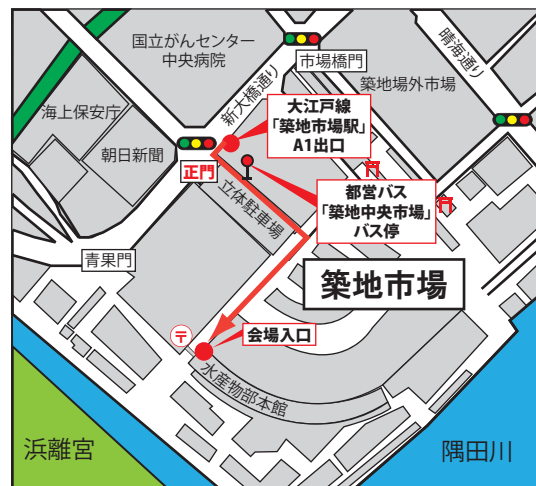 国立がんセンター
中央病院
市場橋門
晴海通り
新大橋通り
築地場外市場
海上保安庁
大江戸線
「築地市場駅」
A1出口
朝日新聞
正門
都営バス
「築地中央市場」
バス停
立体駐車場
青果門
築地市場
〒
会場入口
水産物部本館
浜離宮
隅田川